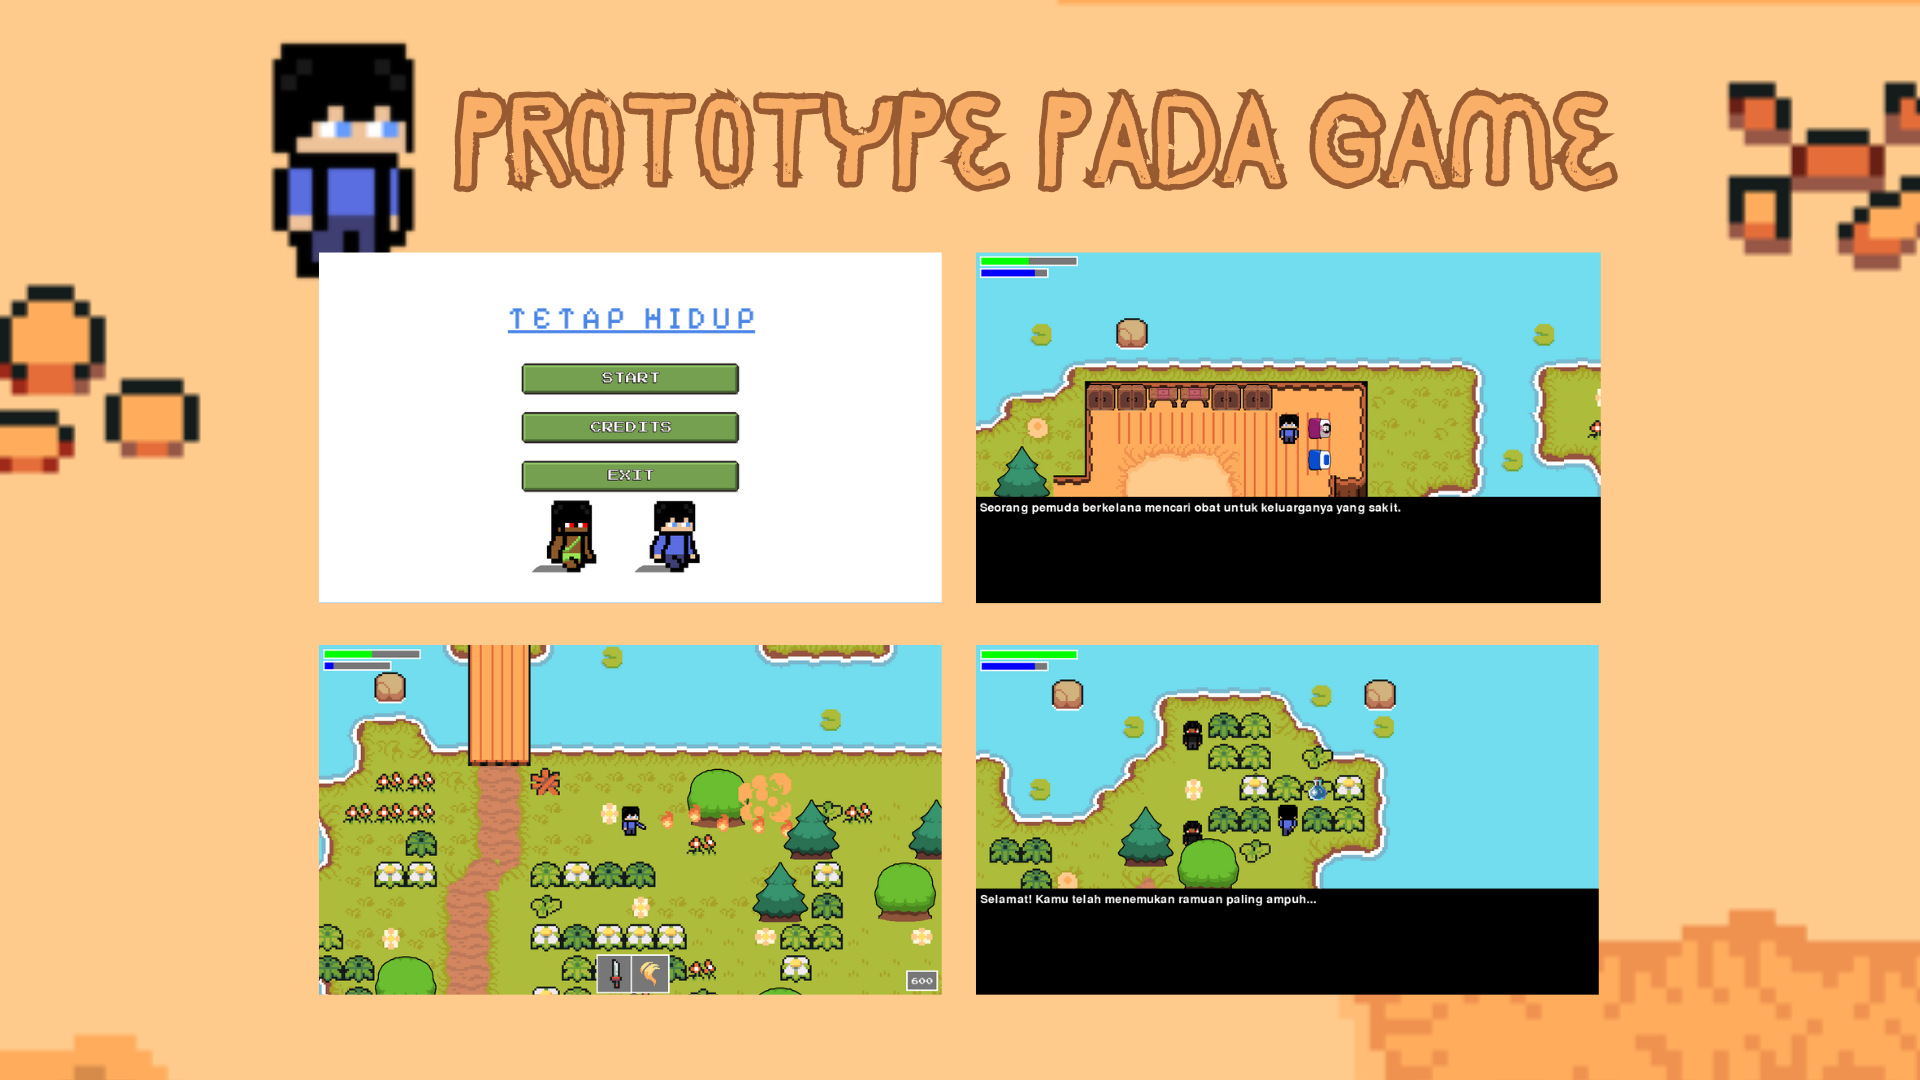 PROTOTYPE PADA GAME
TETAP HIDUP
START
CREDITS
EXIT
Seorang pemuda berkelana mencari obat untuk keluarganya yang sakit.
600
Selamat! Kamu telah menemukan ramuan paling ampuh...